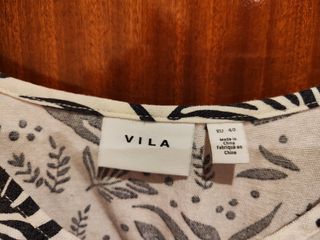 VILA
EU 40
Made in
China
Fabriqué en
Chine